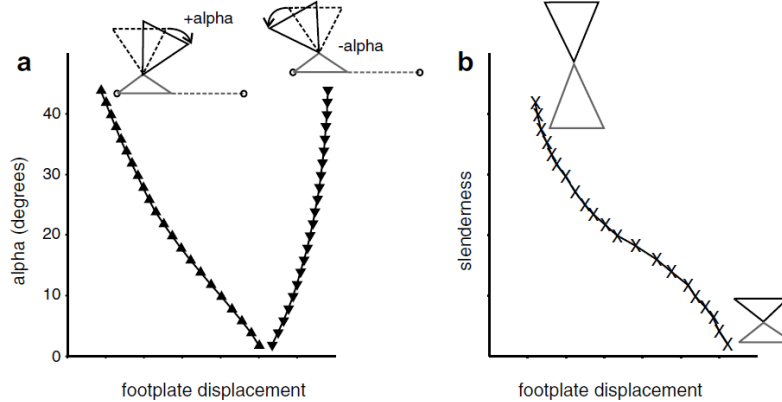 a
+alpha
-alpha
alpha (degrees)
40
30
20
10
0
footplate displacement
b
slenderness
footplate displacement